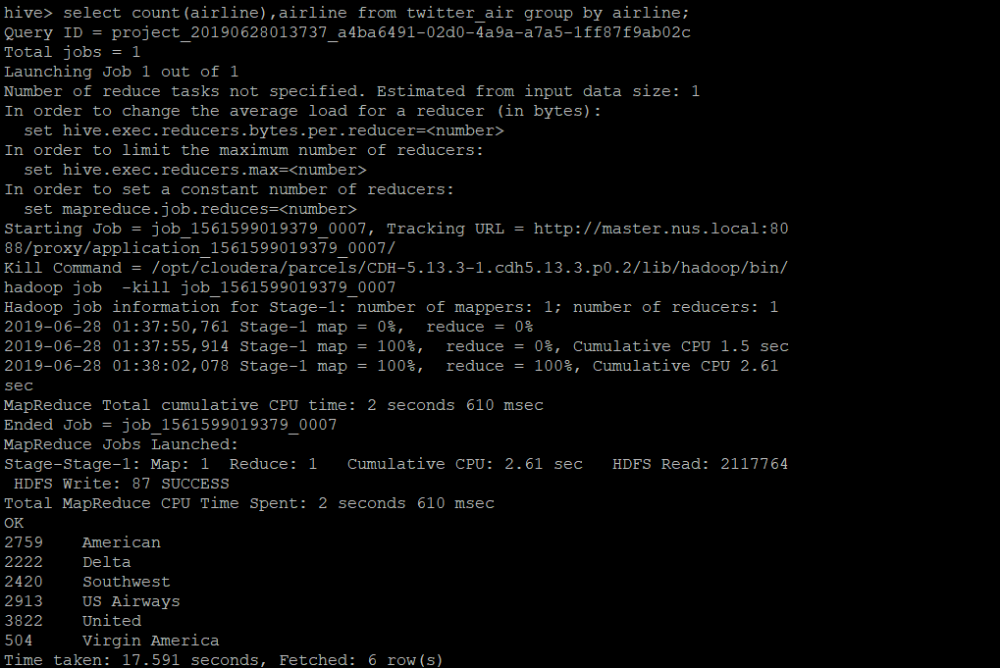 hive> select count(airline),airline from twitter_air group by airline;
Query ID = project_20190628013737_a4ba6491-02d0-4a9a-a7a5-1ff87f9ab02c
Total jobs = 1
Launching Job 1 out of 1
Number of reduce tasks not specified. Estimated from input data size: 1
In order to change the average load for a reducer (in bytes):
  set hive.exec.reducers.bytes.per.reducer=<number>
In order to limit the maximum number of reducers:
  set hive.exec.reducers.max=<number>
In order to set a constant number of reducers:
  set mapreduce.job.reduces=<number>
Starting Job = job_1561599019379_0007, Tracking URL = http://master.nus.local:80
88/proxy/application_1561599019379_0007/
Kill Command = /opt/cloudera/parcels/CDH-5.13.3-1.cdh5.13.3.p0.2/lib/hadoop/bin/
hadoop job  -kill job_1561599019379_0007
Hadoop job information for Stage-1: number of mappers: 1; number of reducers: 1
2019-06-28 01:37:50,761 Stage-1 map = 0%,  reduce = 0%
2019-06-28 01:37:55,914 Stage-1 map = 100%,  reduce = 0%, Cumulative CPU 1.5 sec
2019-06-28 01:38:02,078 Stage-1 map = 100%,  reduce = 100%, Cumulative CPU 2.61
sec
MapReduce Total cumulative CPU time: 2 seconds 610 msec
Ended Job = job_1561599019379_0007
MapReduce Jobs Launched:
Stage-Stage-1: Map: 1  Reduce: 1   Cumulative CPU: 2.61 sec   HDFS Read: 2117764
 HDFS Write: 87 SUCCESS
Total MapReduce CPU Time Spent: 2 seconds 610 msec
OK
2759    American
2222    Delta
2420    Southwest
2913    US Airways
3822    United
504     Virgin America
Time taken: 17.591 seconds, Fetched: 6 row(s)